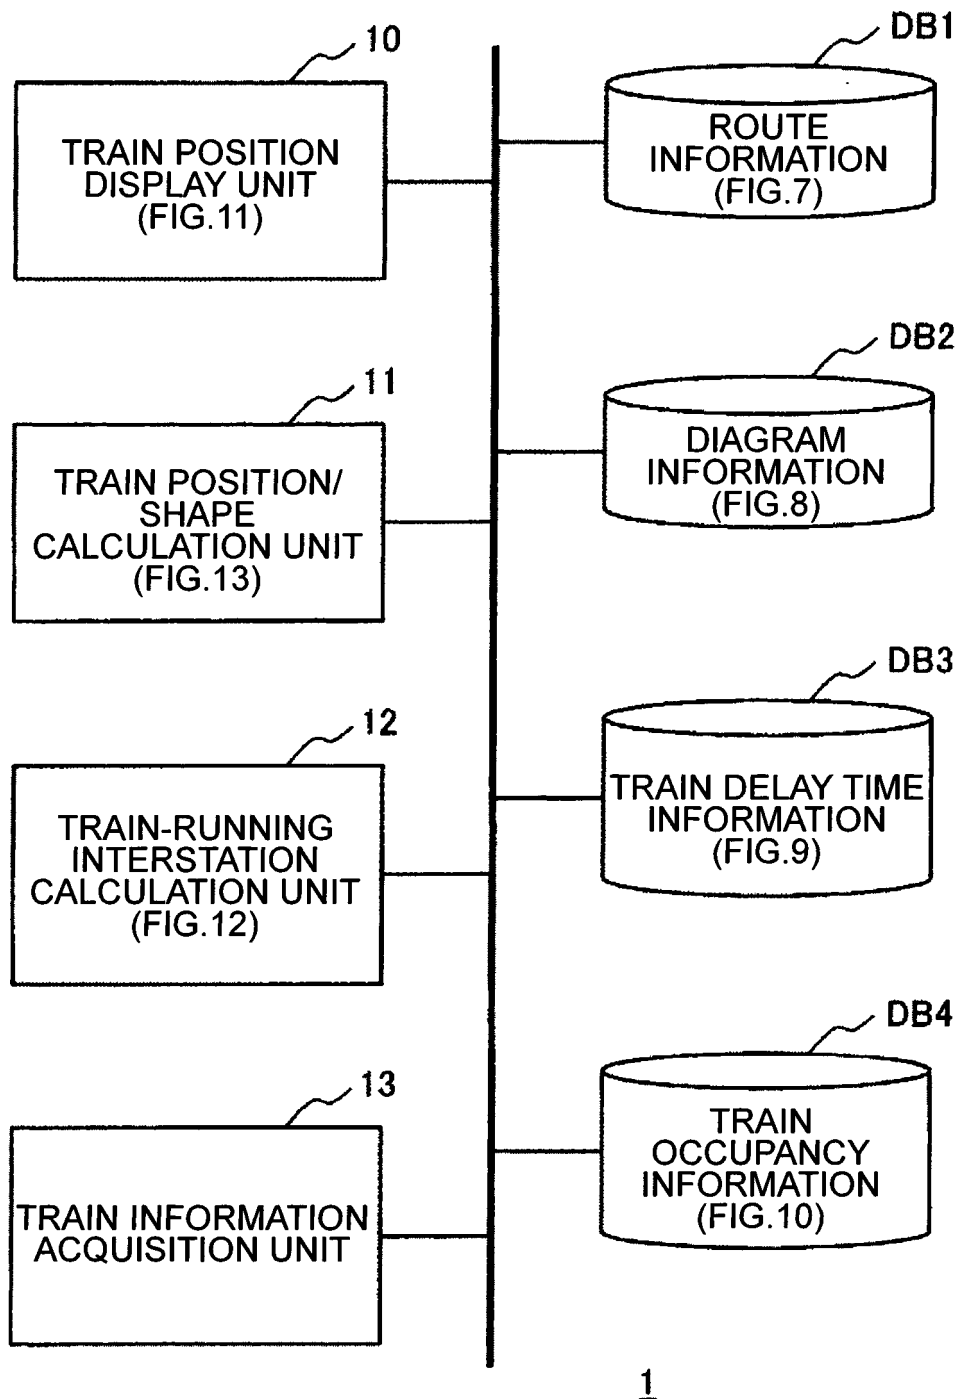 10
TRAIN POSITION
DISPLAY UNIT
(FIG.11)
11
TRAIN POSITION/
SHAPE
CALCULATION UNIT
(FIG.13)
12
TRAIN-RUNNING
INTERSTATION
CALCULATION UNIT
(FIG.12)
13
TRAIN INFORMATION
ACQUISITION UNIT
DB1
ROUTE
INFORMATION
(FIG.7)
DB2
DIAGRAM
INFORMATION
(FIG.8)
DB3
TRAIN DELAY TIME
INFORMATION
(FIG.9)
DB4
TRAIN
OCCUPANCY
INFORMATION
(FIG.10)
1